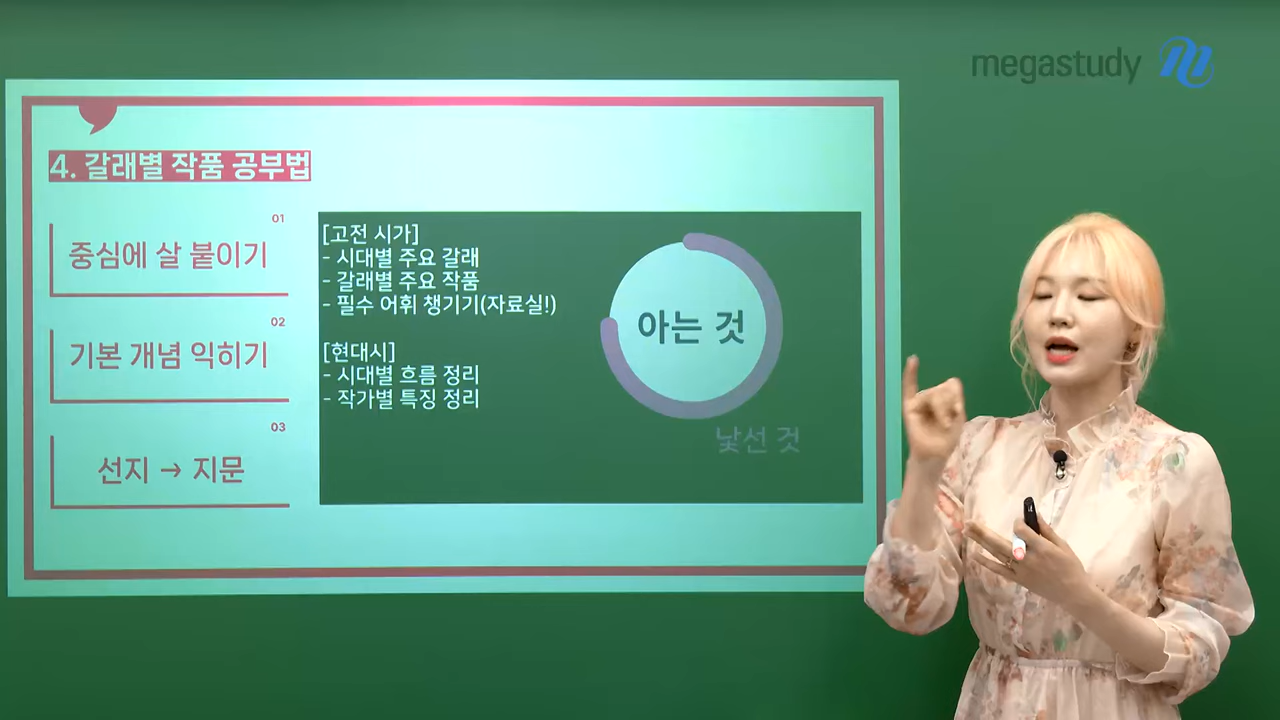 megastudy
4. 갈래별 작품 공부법
01
중심에 살 붙이기
02
기본 개념 익히기
03
선지 → 지문
[고전 시가]
- 시대별 주요 갈래
- 갈래별 주요 작품
- 필수 어휘 챙기기(자료실!)
[현대시]
- 시대별 흐름 정리
- 작가별 특징 정리
아는 것
낯선 것